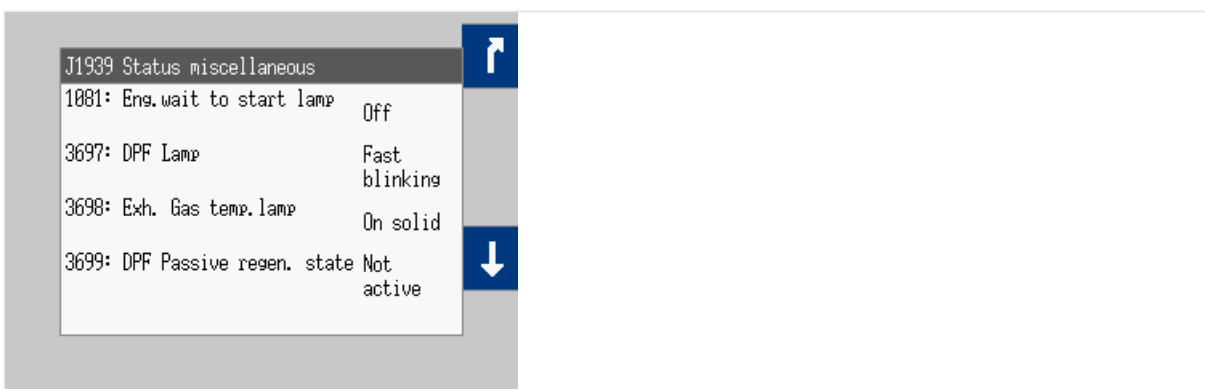 J1939 Status miscellaneous
1081: Eng.wait to start lamp Off
3697: DPF Lamp Fast
blinking
3698: Exh. Gas temp.lamp On solid
3699: DPF Passive regen. state Not
active